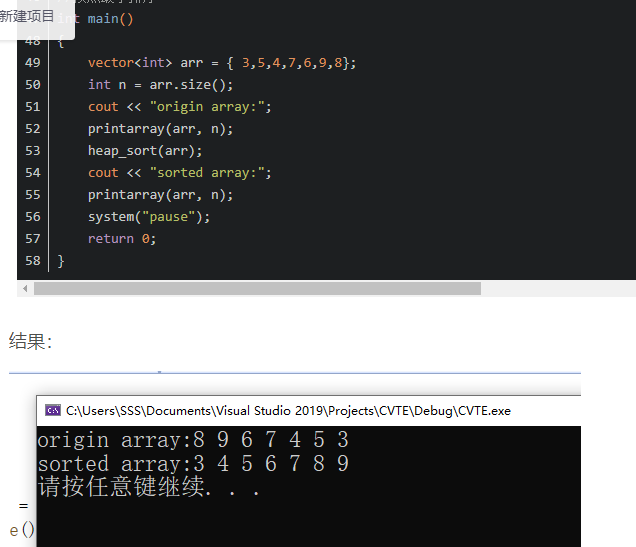 新建项目
int main()
48 {
49 vector<int> arr = { 3,5,4,7,6,9,8};
50 int n = arr.size();
51 cout << "origin array:";
52 printarray(arr, n);
53 heap_sort(arr);
54 cout << "sorted array:";
55 printarray(arr, n);
56 system("pause");
57 return 0;
58 }
结果：
C:\Users\SSS\Documents\Visual Studio 2019\Projects\CVTE\Debug\CVTE.exe
origin array:8 9 6 7 4 5 3
sorted array:3 4 5 6 7 8 9
请按任意键继续. . .
=
e()